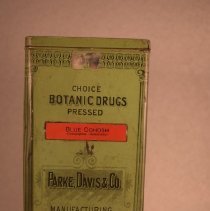 CHOICE
BOTANIC DRUGS
PRESSED
BLUE COHOSH
PARKE, DAVIS & CO.
MANUFACTURING